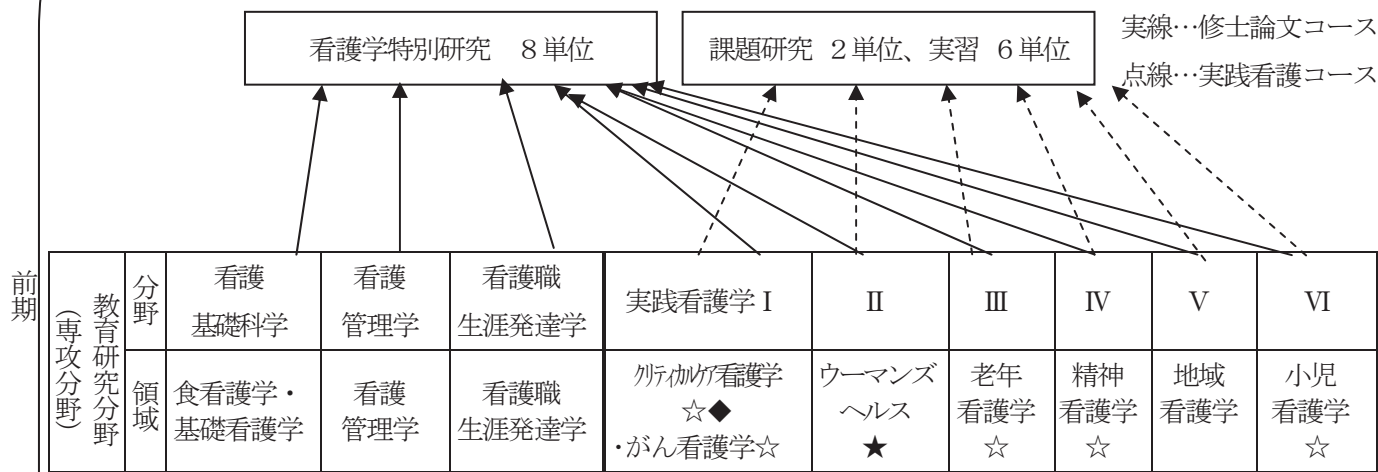 看護学特別研究 8単位
課題研究 2単位、実習 6単位
実線…修士論文コース
点線…実践看護コース
前期
教育研究分野
(専攻分野)
分野
看護
基礎科学
看護
管理学
看護職
生涯発達学
実践看護学Ⅰ
Ⅱ
Ⅲ
Ⅳ
Ⅴ
Ⅵ
領域
食看護学・
基礎看護学
看護
管理学
看護職
生涯発達学
クリティカルケア看護学
☆◆
・がん看護学☆
ウーマンズ
ヘルス
★
老年
看護学
☆
精神
看護学
☆
地域
看護学
小児
看護学
☆